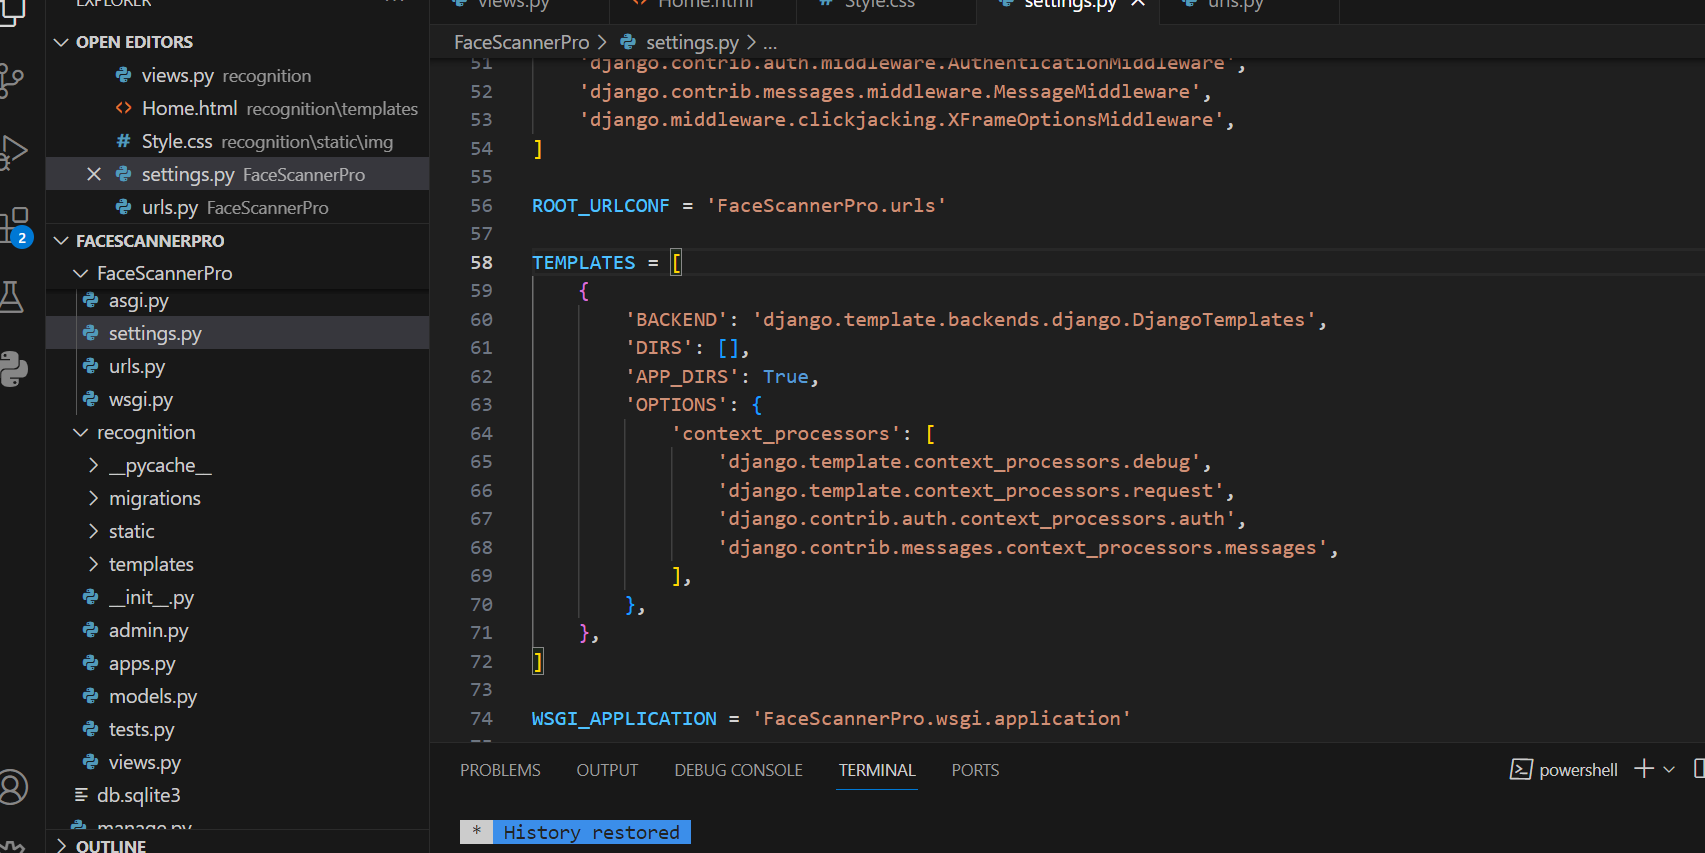 EXPLORER
OPEN EDITORS
views.py recognition
<> Home.html recognition\templates
# Style.css recognition\static\img
settings.py FaceScannerPro
urls.py FaceScannerPro
2
FACESCANNERPRO
FaceScannerPro
asgi.py
settings.py
urls.py
wsgi.py
recognition
__pycache__
migrations
static
templates
__init__.py
admin.py
apps.py
models.py
tests.py
views.py
db.sqlite3
manage.py
OUTLINE
views.py <> Home.html # Style.css settings.py urls.py
FaceScannerPro > settings.py > ...
51 'django.contrib.auth.middleware.AuthenticationMiddleware',
52 'django.contrib.messages.middleware.MessageMiddleware',
53 'django.middleware.clickjacking.XFrameOptionsMiddleware',
54 ]
55
56 ROOT_URLCONF = 'FaceScannerPro.urls'
57
58 TEMPLATES = [
59 {
60 'BACKEND': 'django.template.backends.django.DjangoTemplates',
61 'DIRS': [],
62 'APP_DIRS': True,
63 'OPTIONS': {
64 'context_processors': [
65 'django.template.context_processors.debug',
66 'django.template.context_processors.request',
67 'django.contrib.auth.context_processors.auth',
68 'django.contrib.messages.context_processors.messages',
69 ],
70 },
71 },
72 ]
73
74 WSGI_APPLICATION = 'FaceScannerPro.wsgi.application'
PROBLEMS OUTPUT DEBUG CONSOLE TERMINAL PORTS powershell
* History restored